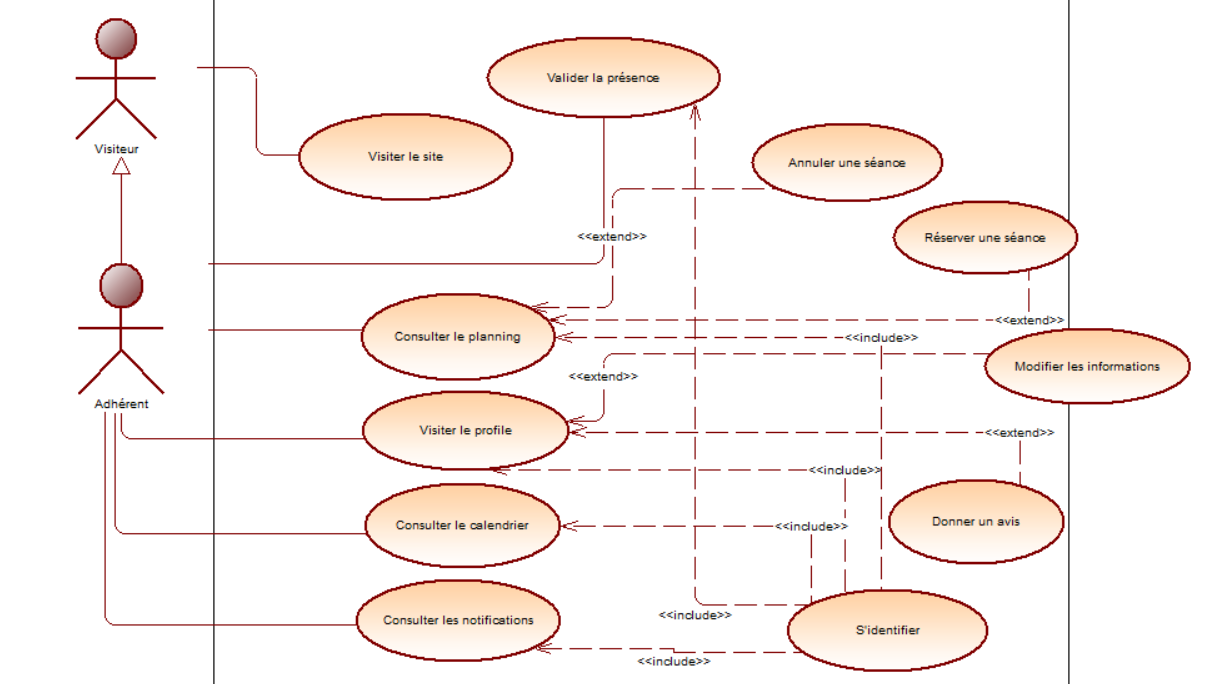 Valider la présence
Visiteur
Visiter le site
Annuler une séance
<<extend>>
Réserver une séance
<<extend>>
Consulter le planning
<<include>>
<<extend>>
Modifier les informations
Adhérent
Visiter le profile
<<extend>>
<<include>>
Consulter le calendrier
<<include>>
Donner un avis
Consulter les notifications
<<include>>
S'identifier
<<include>>